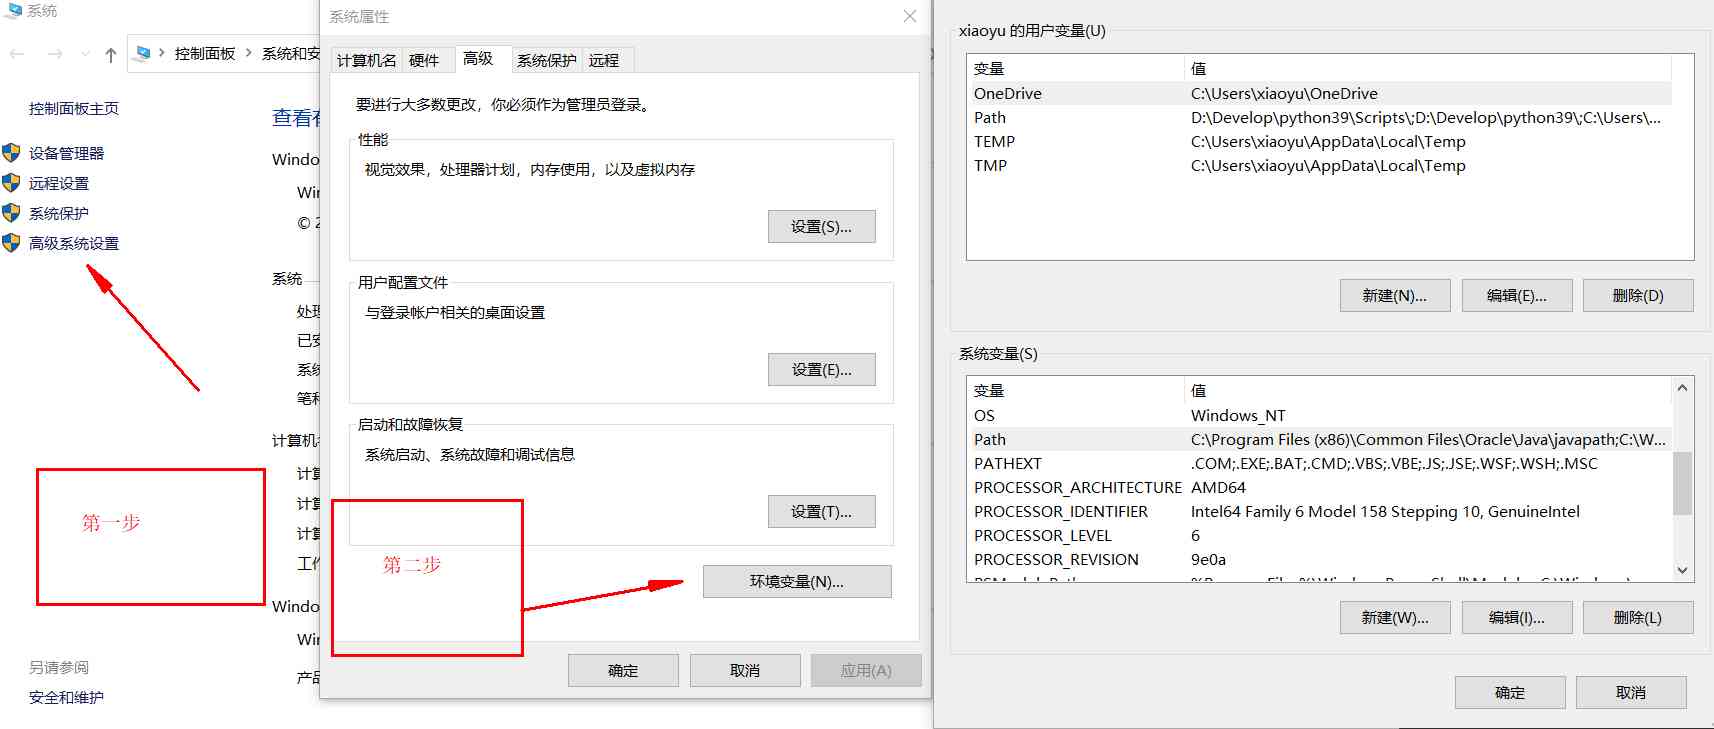 系统
控制面板 > 系统和安
控制面板主页
设备管理器
远程设置
系统保护
高级系统设置
第一步
另请参阅
安全和维护
查看有
Windo
Wir
© 2
系统
处理
已安
系统
笔和
计算机名
计算
计算
计算
工作
Windo
Wir
产品
系统属性
计算机名 硬件 高级 系统保护 远程
要进行大多数更改，你必须作为管理员登录。
性能
视觉效果，处理器计划，内存使用，以及虚拟内存
设置(S)...
用户配置文件
与登录帐户相关的桌面设置
设置(E)...
启动和故障恢复
系统启动、系统故障和调试信息
设置(T)...
第二步
环境变量(N)...
确定 取消 应用(A)
xiaoyu 的用户变量(U)
变量 值
OneDrive C:\Users\xiaoyu\OneDrive
Path D:\Develop\python39\Scripts\;D:\Develop\python39\;C:\Users\...
TEMP C:\Users\xiaoyu\AppData\Local\Temp
TMP C:\Users\xiaoyu\AppData\Local\Temp
新建(N)... 编辑(E)... 删除(D)
系统变量(S)
变量 值
OS Windows_NT
Path C:\Program Files (x86)\Common Files\Oracle\Java\javapath;C:\W...
PATHEXT .COM;.EXE;.BAT;.CMD;.VBS;.VBE;.JS;.JSE;.WSF;.WSH;.MSC
PROCESSOR_ARCHITECTURE AMD64
PROCESSOR_IDENTIFIER Intel64 Family 6 Model 158 Stepping 10, GenuineIntel
PROCESSOR_LEVEL 6
PROCESSOR_REVISION 9e0a
新建(W)... 编辑(I)... 删除(L)
确定 取消